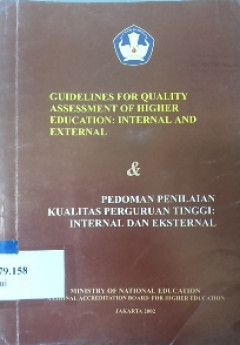 GUIDELINES FOR QUALITY
ASSESSMENT OF HIGHER
EDUCATION: INTERNAL AND
EXTERNAL
&
PEDOMAN PENILAIAN
KUALITAS PERGURUAN TINGGI:
INTERNAL DAN EKSTERNAL
79.158
MINISTRY OF NATIONAL EDUCATION
NATIONAL ACCREDITATION BOARD FOR HIGHER EDUCATION
JAKARTA 2002